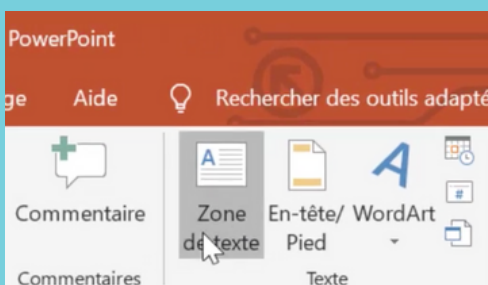 PowerPoint
ge Aide Rechercher des outils adapté
Commentaire Zone En-tête/ WordArt
de texte Pied
Commentaires Texte